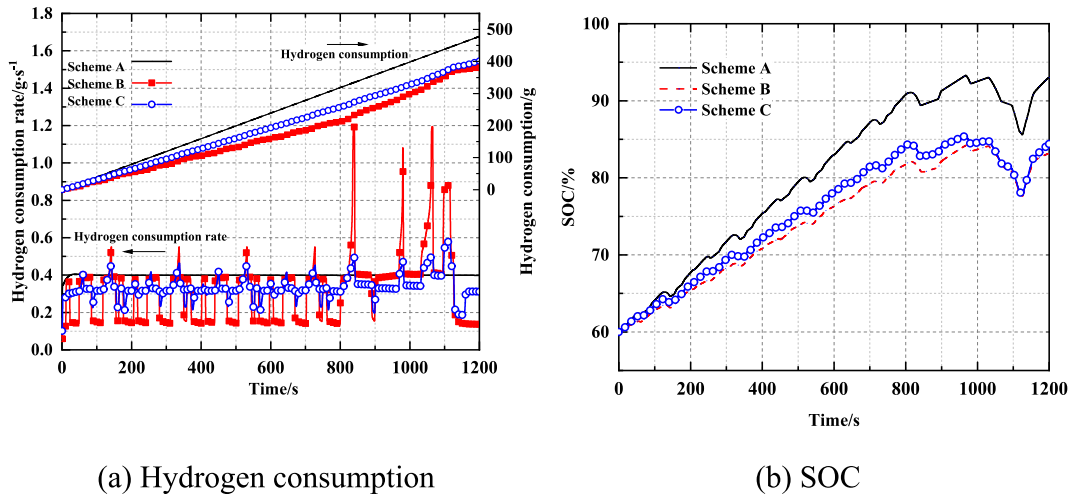 Hydrogen consumption rate/g·s⁻¹
1.8
1.6
1.4
1.2
1.0
0.8
0.6
0.4
0.2
0.0
Hydrogen consumption
Scheme A
Scheme B
Scheme C
Hydrogen consumption rate
500
400
300
200
100
0
Hydrogen consumption/g
0 200 400 600 800 1000 1200
Time/s
(a) Hydrogen consumption
SOC/%
100
90
80
70
60
Scheme A
Scheme B
Scheme C
0 200 400 600 800 1000 1200
Time/s
(b) SOC